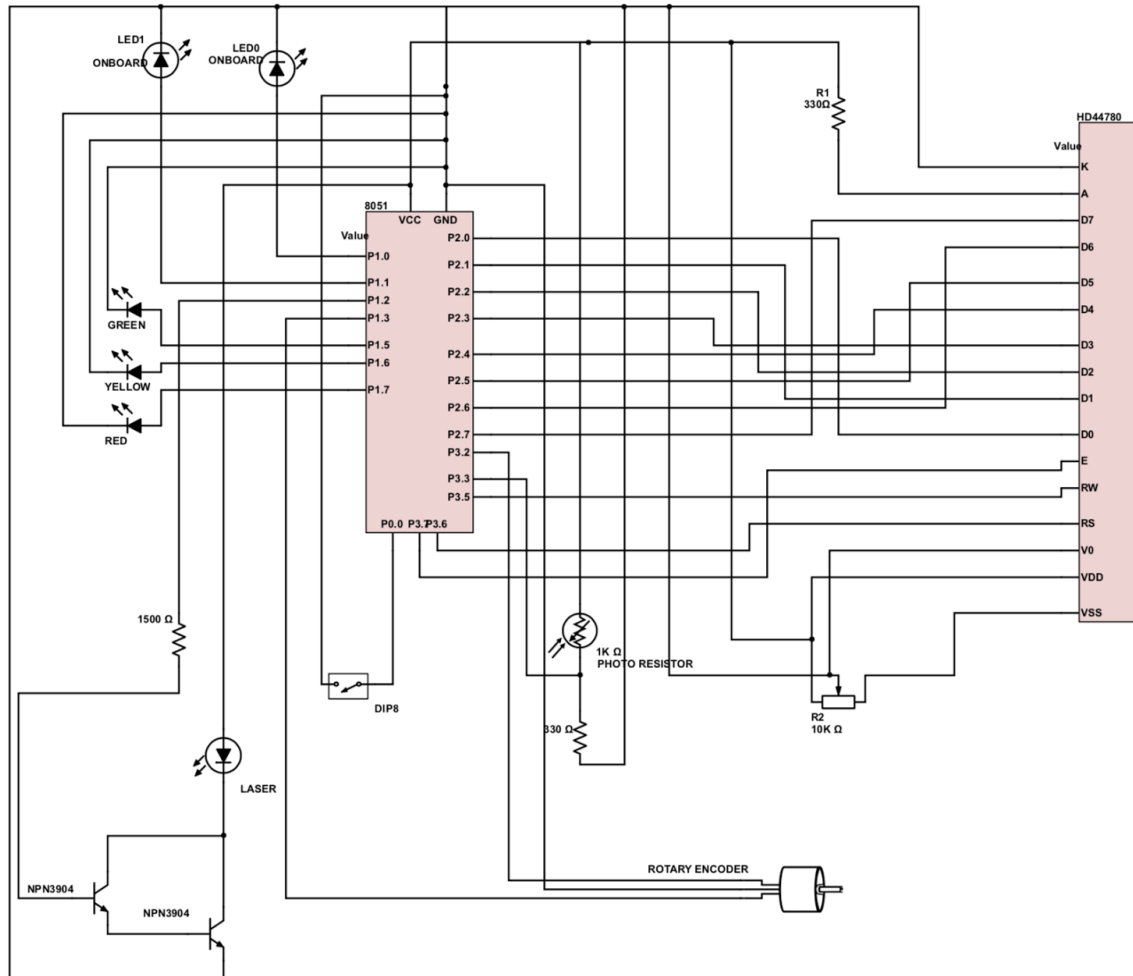 LED1
ONBOARD
LED0
ONBOARD
R1
330Ω
HD44780
Value
K
A
D7
D6
D5
D4
D3
D2
D1
D0
E
RW
RS
V0
VDD
VSS
8051
VCC GND
Value
P1.0
P1.1
P1.2
P1.3
P1.5
P1.6
P1.7
P2.0
P2.1
P2.2
P2.3
P2.4
P2.5
P2.6
P2.7
P3.2
P3.3
P3.5
P0.0 P3.7 P3.6
GREEN
YELLOW
RED
1500 Ω
1K Ω
PHOTO RESISTOR
DIP8
330 Ω
R2
10K Ω
LASER
ROTARY ENCODER
NPN3904
NPN3904